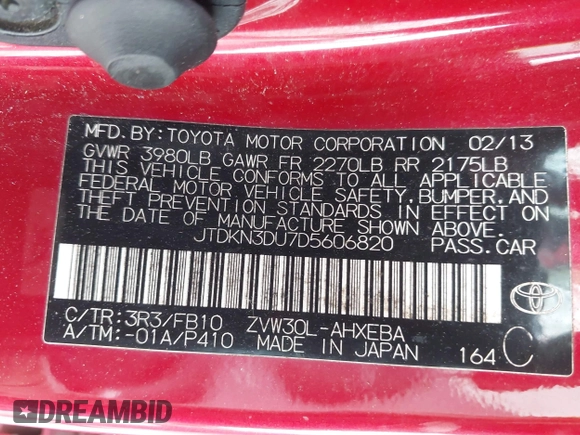 MFD.BY:TOYOTA MOTOR CORPORATION 02/13
GVWR 3980LB GAWR FR 2270LB RR 2175LB
THIS VEHICLE CONFORMS TO ALL APPLICABLE
FEDERAL MOTOR VEHICLE SAFETY,BUMPER,AND
THEFT PREVENTION STANDARDS IN EFFECT ON
THE DATE OF MANUFACTURE SHOWN ABOVE.
JTDKN3DU7D5606820 PASS.CAR
C/TR:3R3/FB10 ZVW30L-AHXEBA
A/TM:-01A/P410 MADE IN JAPAN 164 C
TOYOTA
DREAMBID